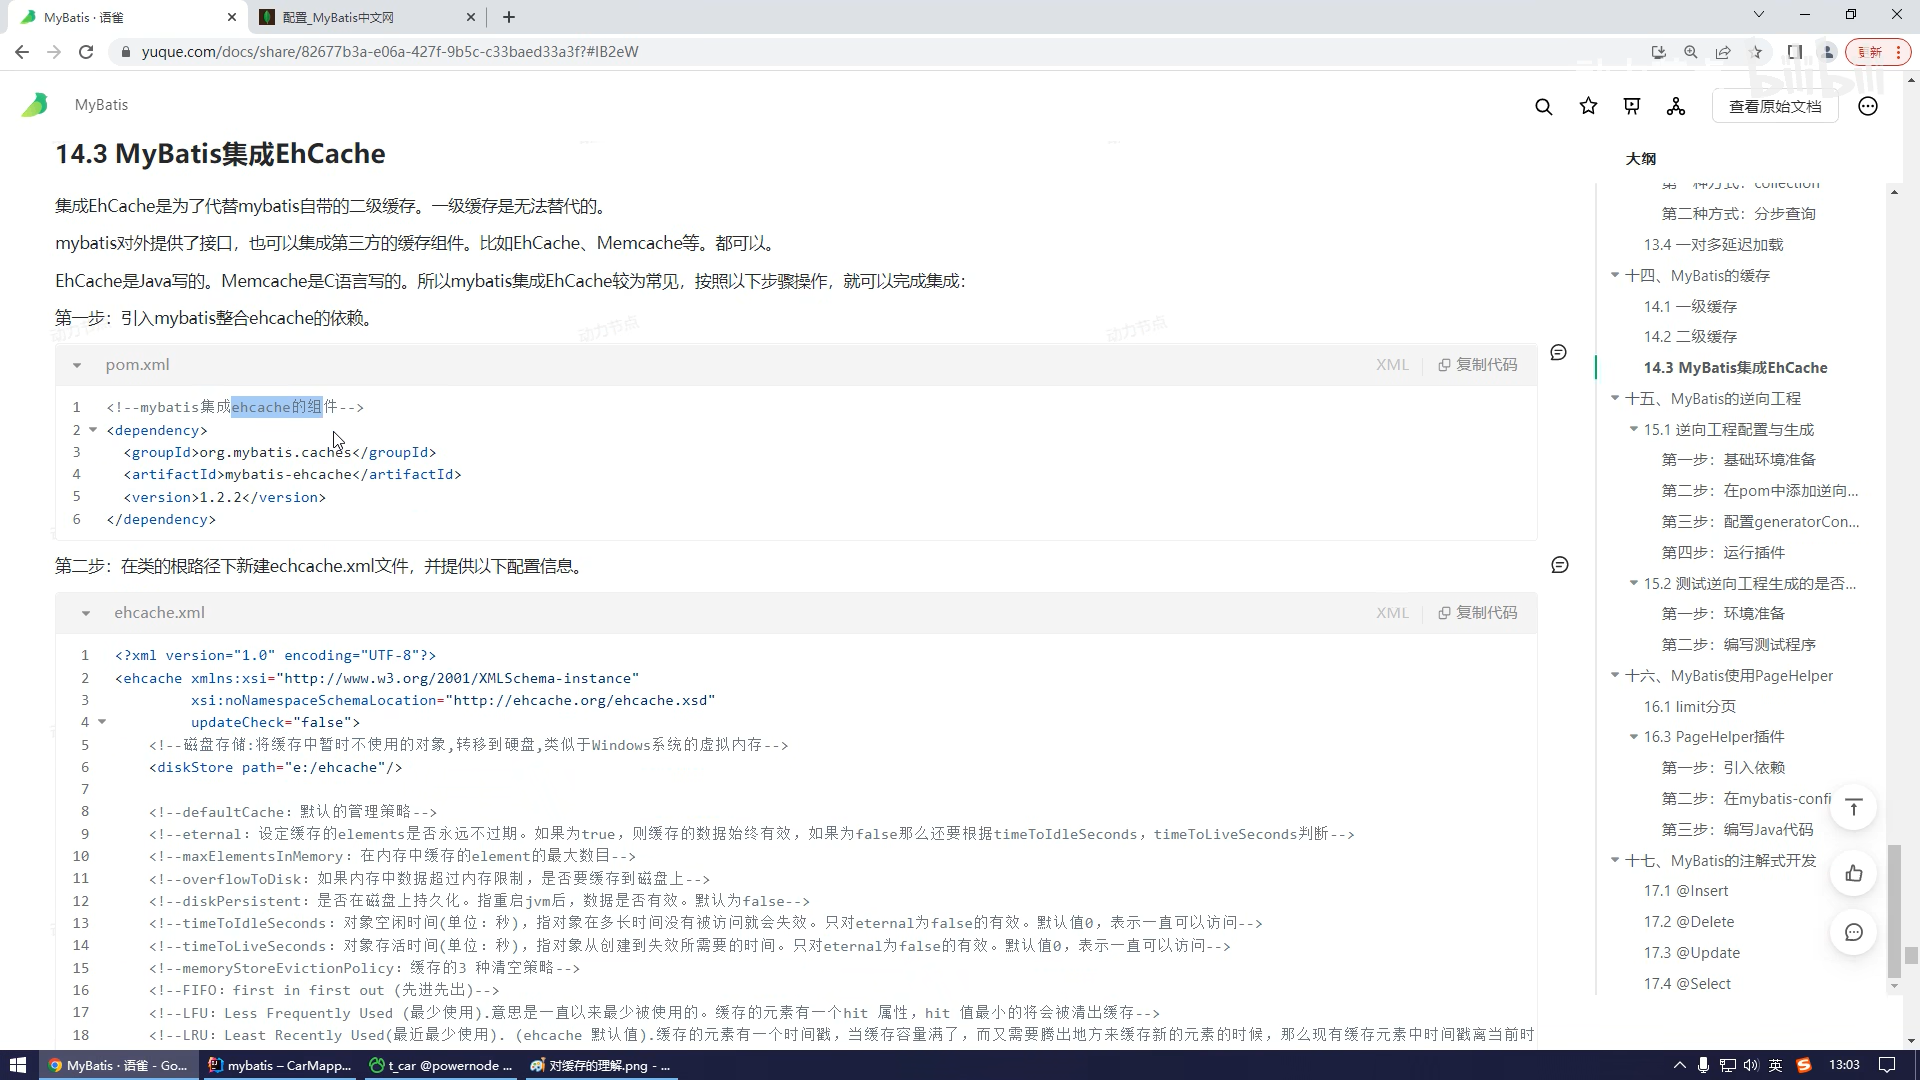 MyBatis · 语雀
配置_MyBatis中文网
yuque.com/docs/share/82677b3a-e06a-427f-9b5c-c33baed33a3f?#IB2eW
更新
bilibili
MyBatis
查看原始文档
14.3 MyBatis集成EhCache
集成EhCache是为了代替mybatis自带的二级缓存。一级缓存是无法替代的。
mybatis对外提供了接口，也可以集成第三方的缓存组件。比如EhCache、Memcache等。都可以。
EhCache是Java写的。Memcache是C语言写的。所以mybatis集成EhCache较为常见，按照以下步骤操作，就可以完成集成：
第一步：引入mybatis整合ehcache的依赖。
动力节点
动力节点
动力节点
pom.xml
XML
复制代码
1 <!--mybatis集成ehcache的组件-->
2 <dependency>
3 <groupId>org.mybatis.caches</groupId>
4 <artifactId>mybatis-ehcache</artifactId>
5 <version>1.2.2</version>
6 </dependency>
第二步：在类的根路径下新建echcache.xml文件，并提供以下配置信息。
ehcache.xml
XML
复制代码
1 <?xml version="1.0" encoding="UTF-8"?>
2 <ehcache xmlns:xsi="http://www.w3.org/2001/XMLSchema-instance"
3 xsi:noNamespaceSchemaLocation="http://ehcache.org/ehcache.xsd"
4 updateCheck="false">
5 <!--磁盘存储:将缓存中暂时不使用的对象,转移到硬盘,类似于Windows系统的虚拟内存-->
6 <diskStore path="e:/ehcache"/>
7
8 <!--defaultCache：默认的管理策略-->
9 <!--eternal：设定缓存的elements是否永远不过期。如果为true，则缓存的数据始终有效，如果为false那么还要根据timeToIdleSeconds，timeToLiveSeconds判断-->
10 <!--maxElementsInMemory：在内存中缓存的element的最大数目-->
11 <!--overflowToDisk：如果内存中数据超过内存限制，是否要缓存到磁盘上-->
12 <!--diskPersistent：是否在磁盘上持久化。指重启jvm后，数据是否有效。默认为false-->
13 <!--timeToIdleSeconds：对象空闲时间(单位：秒)，指对象在多长时间没有被访问就会失效。只对eternal为false的有效。默认值0，表示一直可以访问-->
14 <!--timeToLiveSeconds：对象存活时间(单位：秒)，指对象从创建到失效所需要的时间。只对eternal为false的有效。默认值0，表示一直可以访问-->
15 <!--memoryStoreEvictionPolicy：缓存的3 种清空策略-->
16 <!--FIFO：first in first out (先进先出)-->
17 <!--LFU：Less Frequently Used (最少使用).意思是一直以来最少被使用的。缓存的元素有一个hit 属性，hit 值最小的将会被清出缓存-->
18 <!--LRU：Least Recently Used(最近最少使用). (ehcache 默认值).缓存的元素有一个时间戳，当缓存容量满了，而又需要腾出地方来缓存新的元素的时候，那么现有缓存元素中时间戳离当前时
大纲
第二种方式：分步查询
13.4 一对多延迟加载
十四、MyBatis的缓存
14.1 一级缓存
14.2 二级缓存
14.3 MyBatis集成EhCache
十五、MyBatis的逆向工程
15.1 逆向工程配置与生成
第一步：基础环境准备
第二步：在pom中添加逆向...
第三步：配置generatorCon...
第四步：运行插件
15.2 测试逆向工程生成的是否...
第一步：环境准备
第二步：编写测试程序
十六、MyBatis使用PageHelper
16.1 limit分页
16.3 PageHelper插件
第一步：引入依赖
第二步：在mybatis-confi
第三步：编写Java代码
十七、MyBatis的注解式开发
17.1 @Insert
17.2 @Delete
17.3 @Update
17.4 @Select
MyBatis · 语雀 - Go...
mybatis – CarMapp...
t_car @powernode ...
对缓存的理解.png - ...
英
13:03